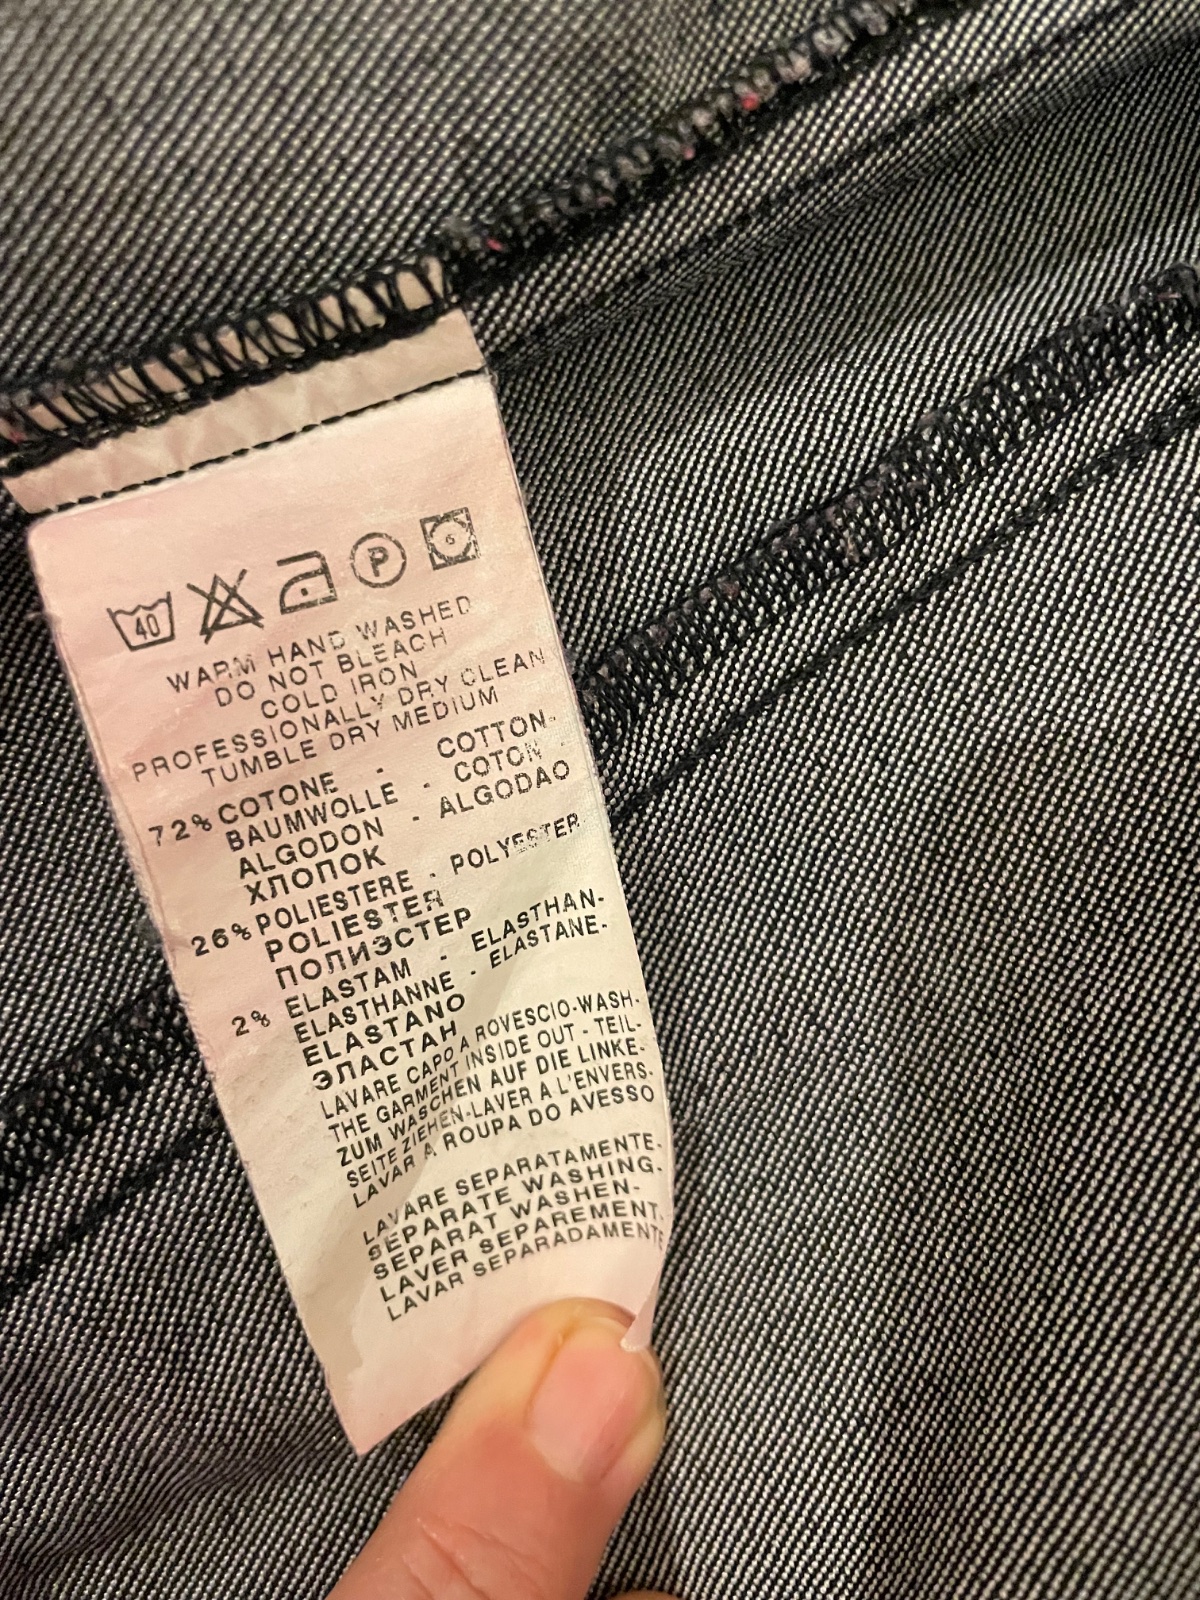 40 P
WARM HAND WASHED
DO NOT BLEACH
COLD IRON
PROFESSIONALLY DRY CLEAN
TUMBLE DRY MEDIUM
72% COTONE - COTTON-
BAUMWOLLE - COTON -
ALGODON - ALGODAO
ХЛОПОК
26% POLIESTERE - POLYESTER
POLIESTER
ПОЛИЭСТЕР
2% ELASTAM - ELASTHAN-
ELASTHANNE - ELASTANE-
ELASTANO
ЭЛАСТАН
LAVARE CAPO A ROVESCIO-WASH-
THE GARMENT INSIDE OUT - TEIL-
ZUM WASCHEN AUF DIE LINKE-
SEITE ZIEHEN-LAVER A L'ENVERS-
LAVAR A ROUPA DO AVESSO
LAVARE SEPARATAMENTE-
SEPARATE WASHING-
SEPARAT WASHEN-
LAVER SEPAREMENT-
LAVAR SEPARADAMENTE